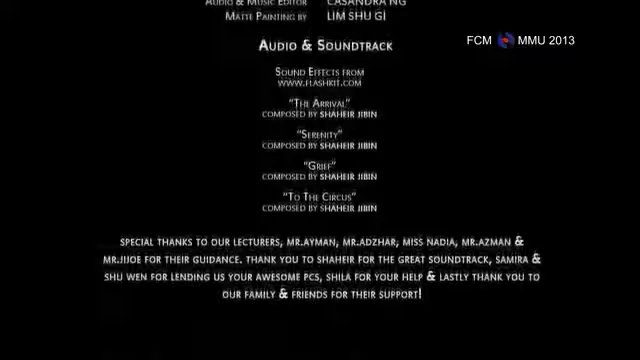 AUDIO & MUSIC EDITOR CASANDRA NG
MATTE PAINTING BY LIM SHU GI
AUDIO & SOUNDTRACK
FCM MMU 2013
SOUND EFFECTS FROM
WWW.FLASHKIT.COM
"THE ARRIVAL"
COMPOSED BY SHAHEIR JIBIN
"SERENITY"
COMPOSED BY SHAHEIR JIBIN
"GRIEF"
COMPOSED BY SHAHEIR JIBIN
"TO THE CIRCUS"
COMPOSED BY SHAHEIR JIBIN
SPECIAL THANKS TO OUR LECTURERS, MR.AYMAN, MR.ADZHAR, MISS NADIA, MR.AZMAN &
MR.JIJOE FOR THEIR GUIDANCE. THANK YOU TO SHAHEIR FOR THE GREAT SOUNDTRACK, SAMIRA &
SHU WEN FOR LENDING US YOUR AWESOME PCS, SHILA FOR YOUR HELP & LASTLY THANK YOU TO
OUR FAMILY & FRIENDS FOR THEIR SUPPORT!